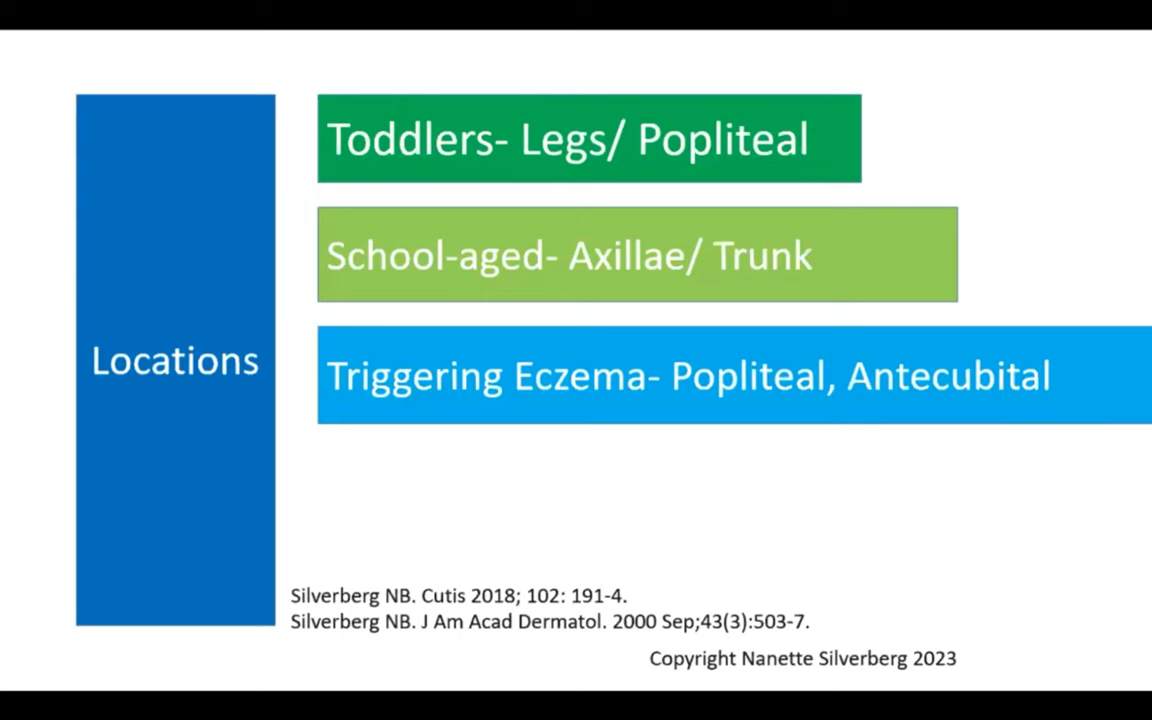 Locations
Toddlers- Legs/ Popliteal
School-aged- Axillae/ Trunk
Triggering Eczema- Popliteal, Antecubital
Silverberg NB. Cutis 2018; 102: 191-4.
Silverberg NB. J Am Acad Dermatol. 2000 Sep;43(3):503-7.
Copyright Nanette Silverberg 2023